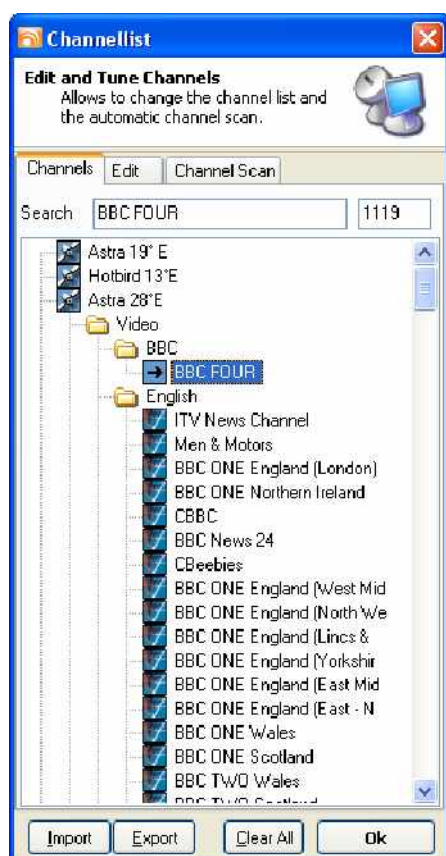 Channellist
Edit and Tune Channels
Allows to change the channel list and
the automatic channel scan.
Channels Edit Channel Scan
Search BBC FOUR 1119
Astra 19° E
Hotbird 13°E
Astra 28°E
Video
BBC
BBC FOUR
English
ITV News Channel
Men & Motors
BBC ONE England (London)
BBC ONE Northern Ireland
CBBC
BBC News 24
CBeebies
BBC ONE England (West Mid
BBC ONE England (North We
BBC ONE England (Lincs &
BBC ONE England (Yorkshir
BBC ONE England (East Mid
BBC ONE England (East - N
BBC ONE Wales
BBC ONE Scotland
BBC TWO Wales
BBC TWO Scotland
Import Export Clear All Ok